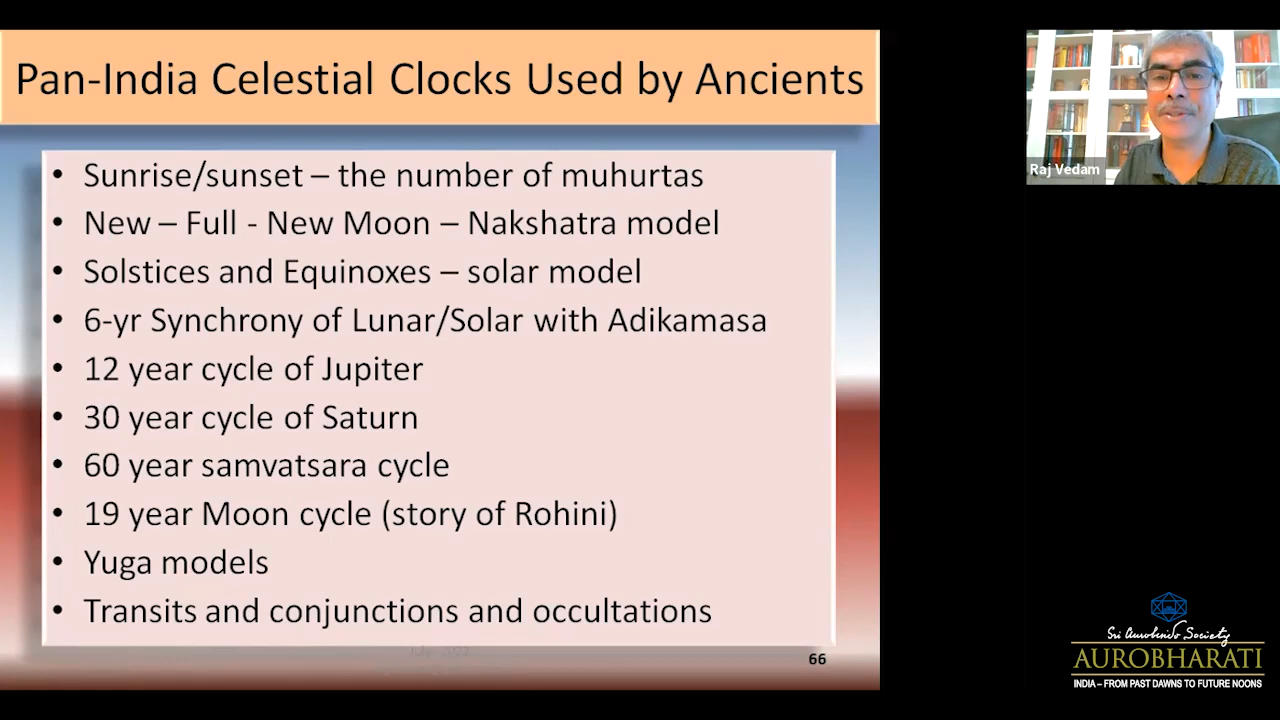 Pan-India Celestial Clocks Used by Ancients
• Sunrise/sunset – the number of muhurtas
• New – Full - New Moon – Nakshatra model
• Solstices and Equinoxes – solar model
• 6-yr Synchrony of Lunar/Solar with Adikamasa
• 12 year cycle of Jupiter
• 30 year cycle of Saturn
• 60 year samvatsara cycle
• 19 year Moon cycle (story of Rohini)
• Yuga models
• Transits and conjunctions and occultations
66
Raj Vedam
Sri Aurobindo Society
AUROBHARATI
INDIA – FROM PAST DAWNS TO FUTURE NOONS